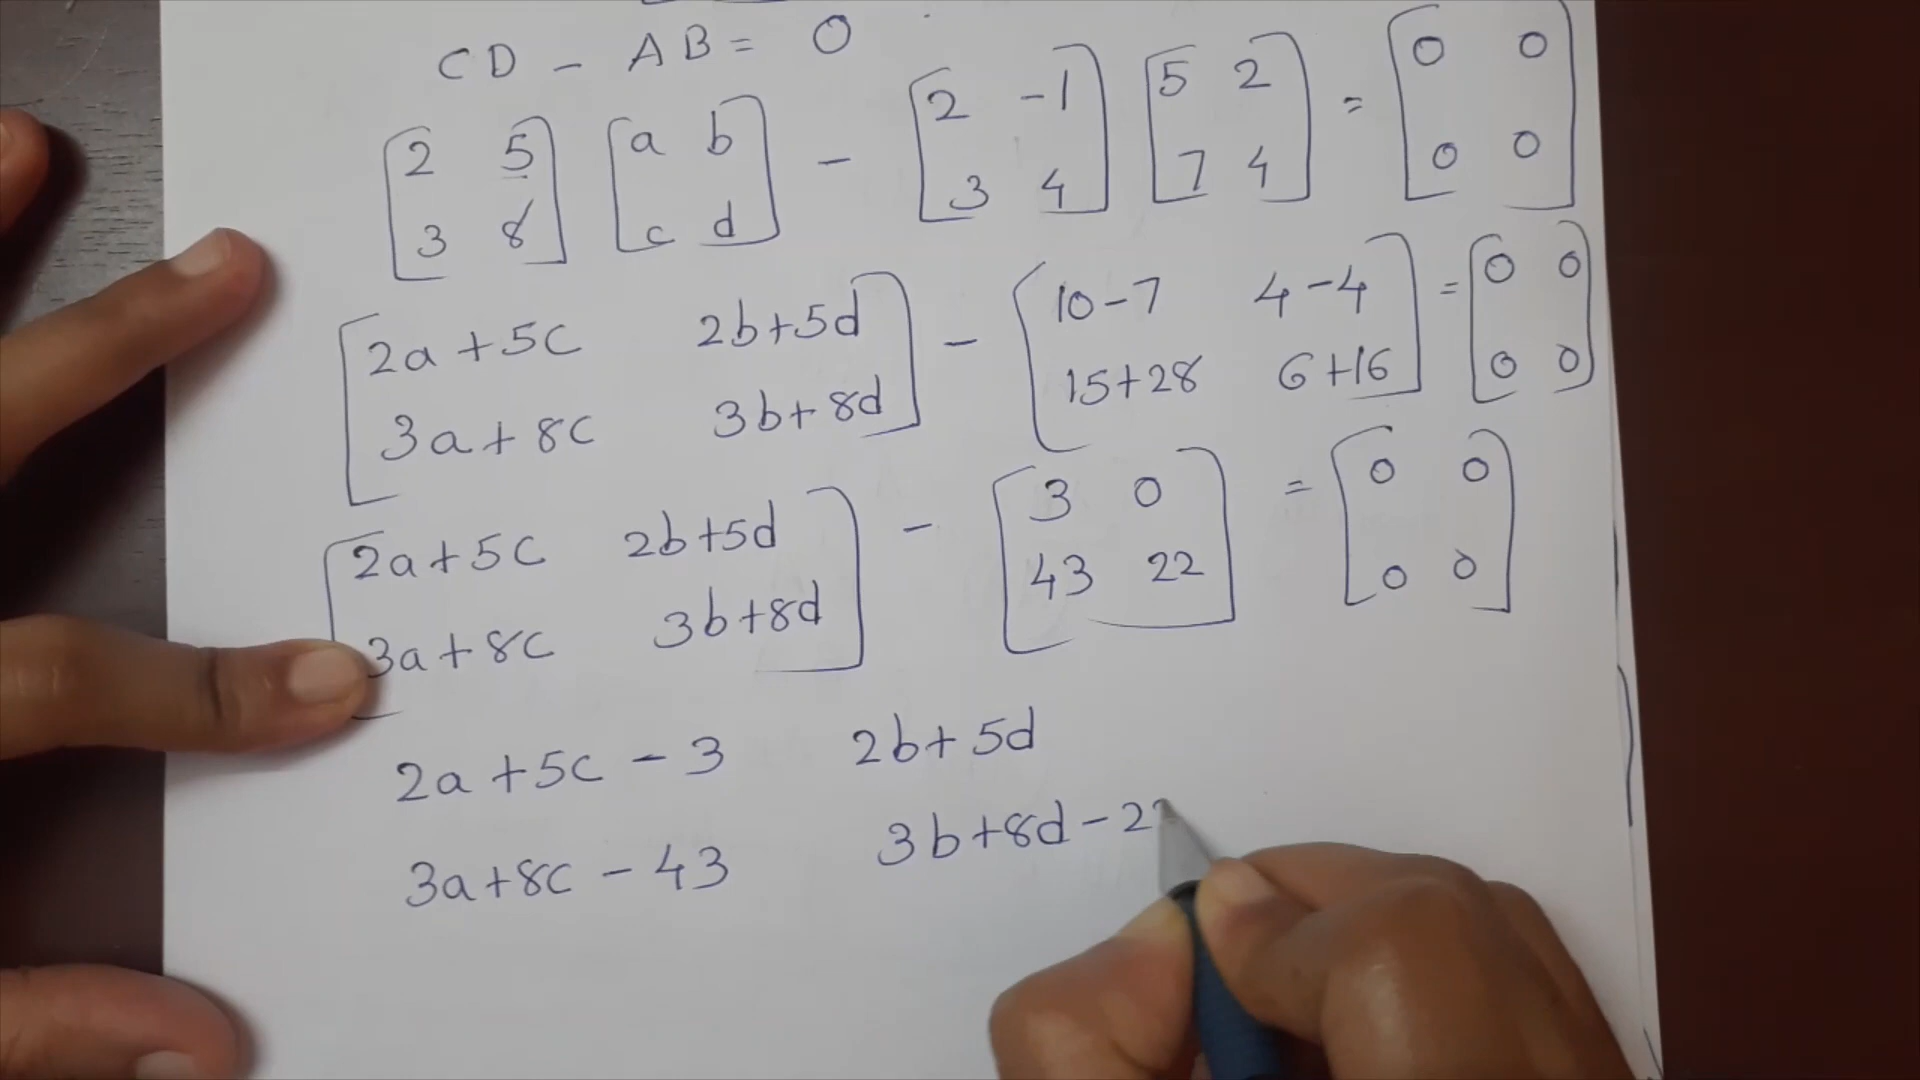 CD - AB = 0
[2 5] [a b] - [2 -1] [5 2] = [0 0]
[3 8] [c d] [3 4] [7 4] [0 0]
[2a+5c 2b+5d] - [10-7 4-4] = [0 0]
[3a+8c 3b+8d] [15+28 6+16] [0 0]
[2a+5c 2b+5d] - [3 0] = [0 0]
[3a+8c 3b+8d] [43 22] [0 0]
2a+5c-3 2b+5d
3a+8c-43 3b+8d-22